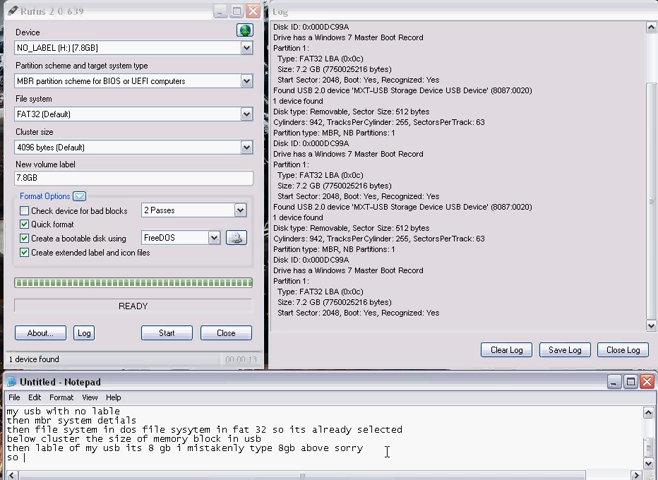 Rufus 2 0.639
Device
NO_LABEL (H:) [7.8GB]
Partition scheme and target system type
MBR partition scheme for BIOS or UEFI computers
File system
FAT32 (Default)
Cluster size
4096 bytes (Default)
New volume label
7.8GB
Format Options
Check device for bad blocks
2 Passes
Quick format
Create a bootable disk using
FreeDOS
Create extended label and icon files
READY
About...
Log
Start
Close
1 device found
00:00:13
Log
Disk ID: 0x000DC99A
Drive has a Windows 7 Master Boot Record
Partition 1:
Type: FAT32 LBA (0x0c)
Size: 7.2 GB (7750025216 bytes)
Start Sector: 2048, Boot: Yes, Recognized: Yes
Found USB 2.0 device 'MXT-USB Storage Device USB Device' (8087:0020)
1 device found
Disk type: Removable, Sector Size: 512 bytes
Cylinders: 942, TracksPerCylinder: 255, SectorsPerTrack: 63
Partition type: MBR, NB Partitions: 1
Disk ID: 0x000DC99A
Drive has a Windows 7 Master Boot Record
Partition 1:
Type: FAT32 LBA (0x0c)
Size: 7.2 GB (7750025216 bytes)
Start Sector: 2048, Boot: Yes, Recognized: Yes
Found USB 2.0 device 'MXT-USB Storage Device USB Device' (8087:0020)
1 device found
Disk type: Removable, Sector Size: 512 bytes
Cylinders: 942, TracksPerCylinder: 255, SectorsPerTrack: 63
Partition type: MBR, NB Partitions: 1
Disk ID: 0x000DC99A
Drive has a Windows 7 Master Boot Record
Partition 1:
Type: FAT32 LBA (0x0c)
Size: 7.2 GB (7750025216 bytes)
Start Sector: 2048, Boot: Yes, Recognized: Yes
Clear Log
Save Log
Close Log
Untitled - Notepad
File Edit Format View Help
my usb with no lable
then mbr system detials
then file system in dos file sysytem in fat 32 so its already selected
below cluster the size of memory block in usb
then lable of my usb its 8 gb i mistakenly type 8gb above sorry
so